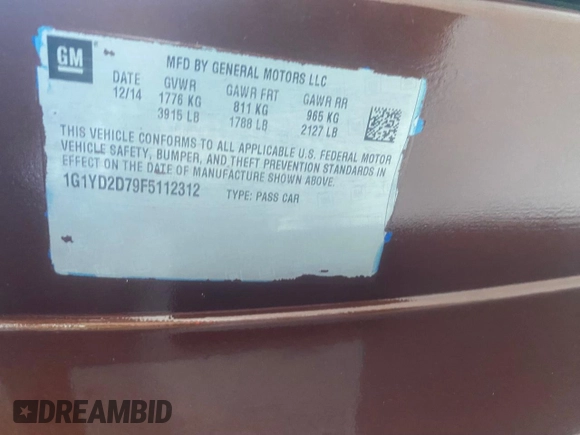 GM
MFD BY GENERAL MOTORS LLC
DATE GVWR GAWR FRT GAWR RR
12/14 1776 KG 811 KG 965 KG
3915 LB 1788 LB 2127 LB
THIS VEHICLE CONFORMS TO ALL APPLICABLE U.S. FEDERAL MOTOR
VEHICLE SAFETY, BUMPER, AND THEFT PREVENTION STANDARDS IN
EFFECT ON THE DATE OF MANUFACTURE SHOWN ABOVE.
1G1YD2D79F5112312 TYPE: PASS CAR
DREAMBID